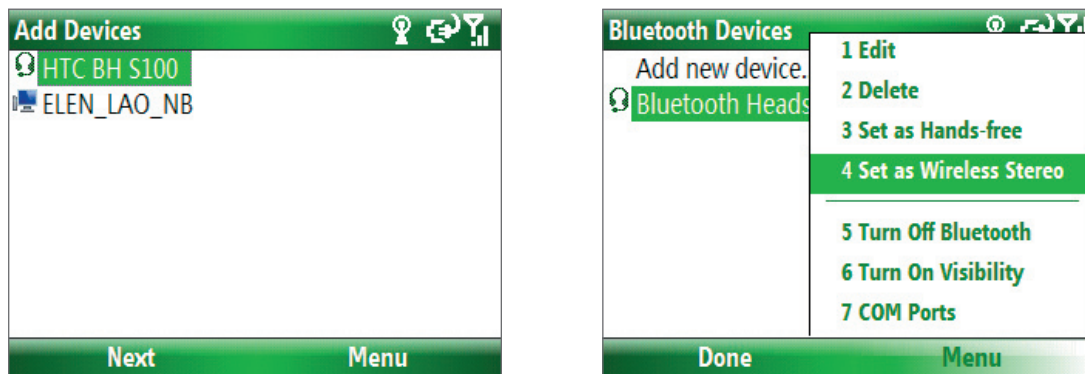 Add Devices
HTC BH S100
ELEN_LAO_NB
Next Menu
Bluetooth Devices
Add new device.
Bluetooth Heads
1 Edit
2 Delete
3 Set as Hands-free
4 Set as Wireless Stereo
5 Turn Off Bluetooth
6 Turn On Visibility
7 COM Ports
Done Menu